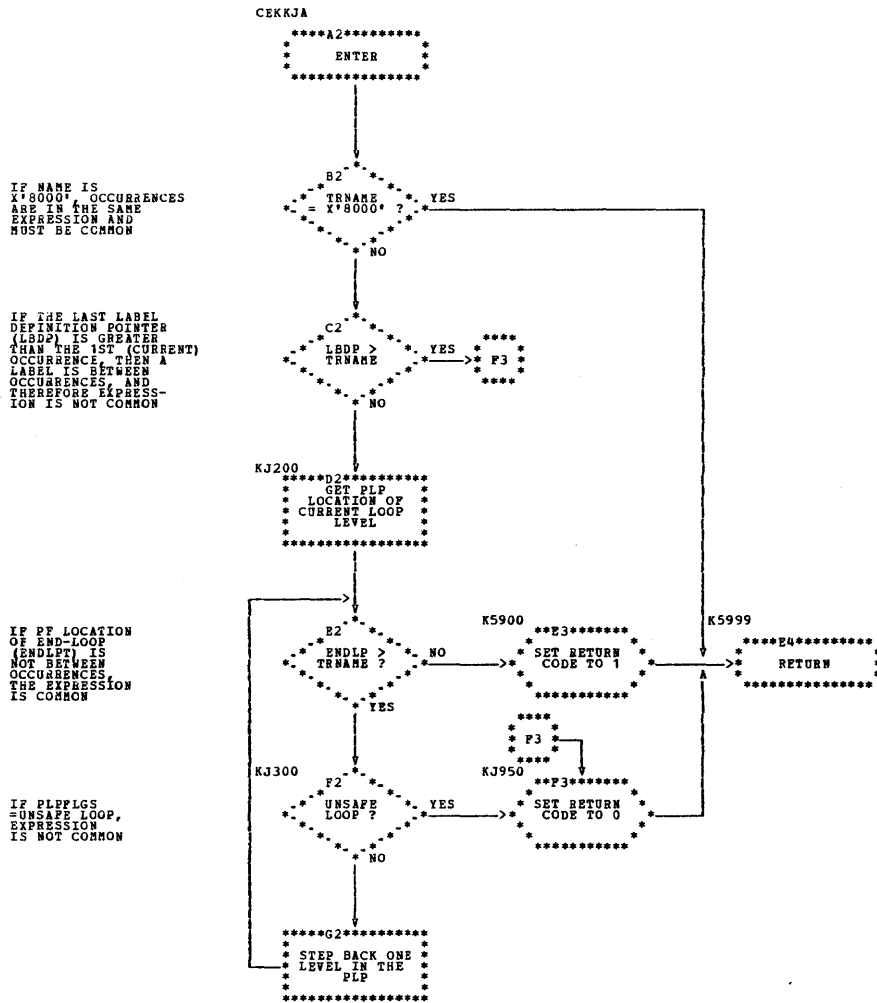 CEKKJA
A2
ENTER
IF NAME IS
X'8000', OCCURRENCES
ARE IN THE SAME
EXPRESSION AND
MUST BE COMMON
B2
TRNAME
= X'8000' ?
YES
NO
IF THE LAST LABEL
DEFINITION POINTER
(LBDP) IS GREATER
THAN THE 1ST (CURRENT)
OCCURRENCE, THEN A
LABEL IS BETWEEN
OCCURRENCES, AND
THEREFORE EXPRESS-
ION IS NOT COMMON
C2
LBDP >
TRNAME
YES
F3
NO
KJ200
D2
GET PLP
LOCATION OF
CURRENT LOOP
LEVEL
IF PF LOCATION
OF END-LOOP
(ENDLPT) IS
NOT BETWEEN
OCCURRENCES,
THE EXPRESSION
IS COMMON
E2
ENDLP >
TRNAME ?
NO
YES
K5900
E3
SET RETURN
CODE TO 1
K5999
E4
RETURN
F3
KJ300
IF PLPFLGS
=UNSAFE LOOP,
EXPRESSION
IS NOT COMMON
F2
UNSAFE
LOOP ?
YES
NO
KJ950
F3
SET RETURN
CODE TO 0
G2
STEP BACK ONE
LEVEL IN THE
PLP